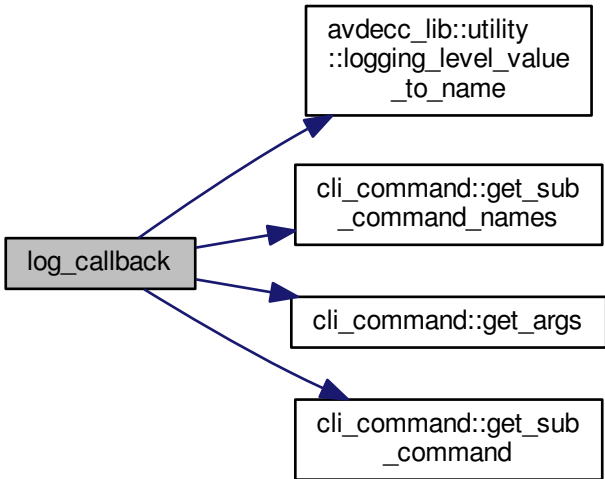 avdecc_lib::utility
::logging_level_value
_to_name
cli_command::get_sub
_command_names
log_callback
cli_command::get_args
cli_command::get_sub
_command